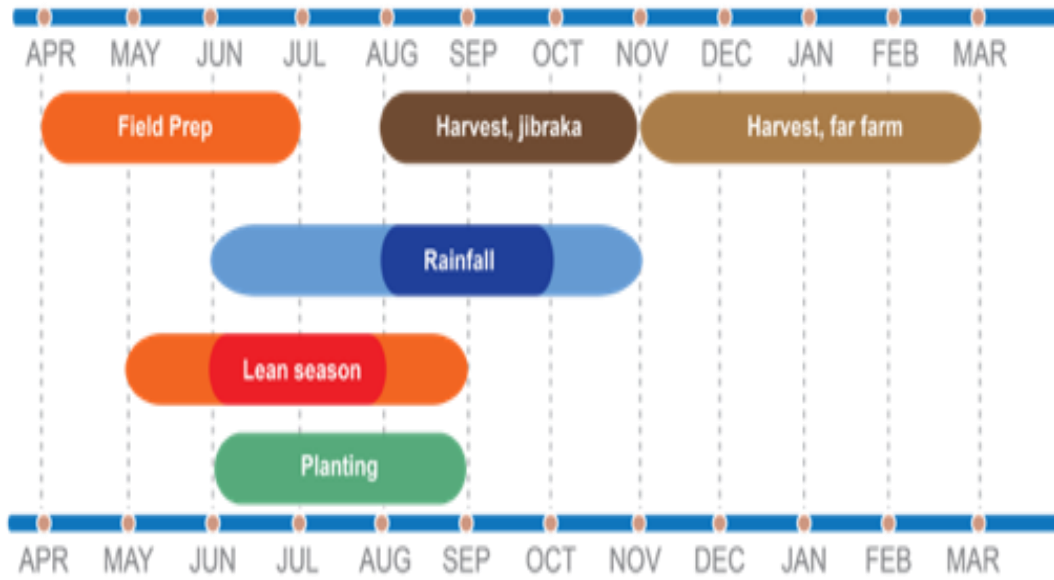 APR MAY JUN JUL AUG SEP OCT NOV DEC JAN FEB MAR
Field Prep Harvest, jibraka Harvest, far farm
Rainfall
Lean season
Planting
APR MAY JUN JUL AUG SEP OCT NOV DEC JAN FEB MAR